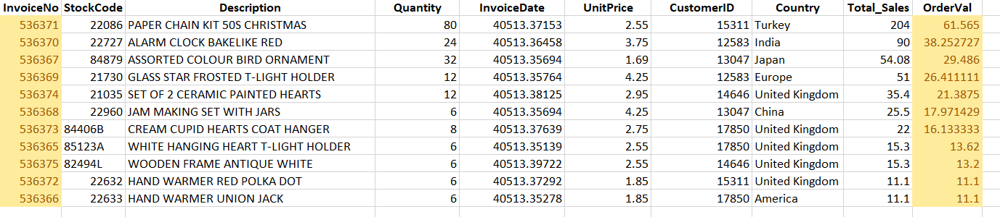 InvoiceNo StockCode Description Quantity InvoiceDate UnitPrice CustomerID Country Total_Sales OrderVal
536371 22086 PAPER CHAIN KIT 50S CHRISTMAS 80 40513.37153 2.55 15311 Turkey 204 61.565
536370 22727 ALARM CLOCK BAKELIKE RED 24 40513.36458 3.75 12583 India 90 38.252727
536367 84879 ASSORTED COLOUR BIRD ORNAMENT 32 40513.35694 1.69 13047 Japan 54.08 29.486
536369 21730 GLASS STAR FROSTED T-LIGHT HOLDER 12 40513.35764 4.25 12583 Europe 51 26.411111
536374 21035 SET OF 2 CERAMIC PAINTED HEARTS 12 40513.38125 2.95 14646 United Kingdom 35.4 21.3875
536368 22960 JAM MAKING SET WITH JARS 6 40513.35694 4.25 13047 China 25.5 17.971429
536373 84406B CREAM CUPID HEARTS COAT HANGER 8 40513.37639 2.75 17850 United Kingdom 22 16.133333
536365 85123A WHITE HANGING HEART T-LIGHT HOLDER 6 40513.35139 2.55 17850 United Kingdom 15.3 13.62
536375 82494L WOODEN FRAME ANTIQUE WHITE 6 40513.39722 2.55 14646 United Kingdom 15.3 13.2
536372 22632 HAND WARMER RED POLKA DOT 6 40513.37292 1.85 15311 United Kingdom 11.1 11.1
536366 22633 HAND WARMER UNION JACK 6 40513.35278 1.85 17850 America 11.1 11.1